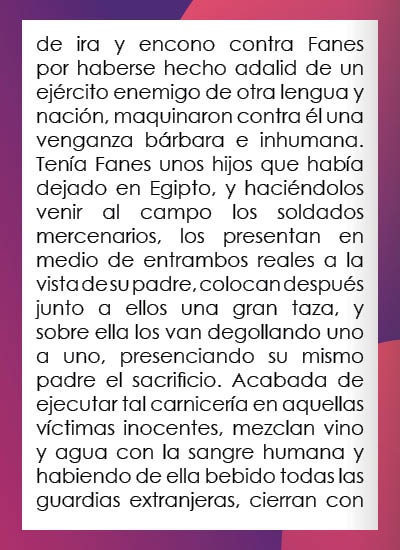 de ira y encono contra Fanes
por haberse hecho adalid de un
ejército enemigo de otra lengua y
nación, maquinaron contra él una
venganza bárbara e inhumana.
Tenía Fanes unos hijos que había
dejado en Egipto, y haciéndolos
venir al campo los soldados
mercenarios, los presentan en
medio de entrambos reales a la
vista de su padre, colocan después
junto a ellos una gran taza, y
sobre ella los van degollando uno
a uno, presenciando su mismo
padre el sacrificio. Acabada de
ejecutar tal carnicería en aquellas
víctimas inocentes, mezclan vino
y agua con la sangre humana y
habiendo de ella bebido todas las
guardias extranjeras, cierran con